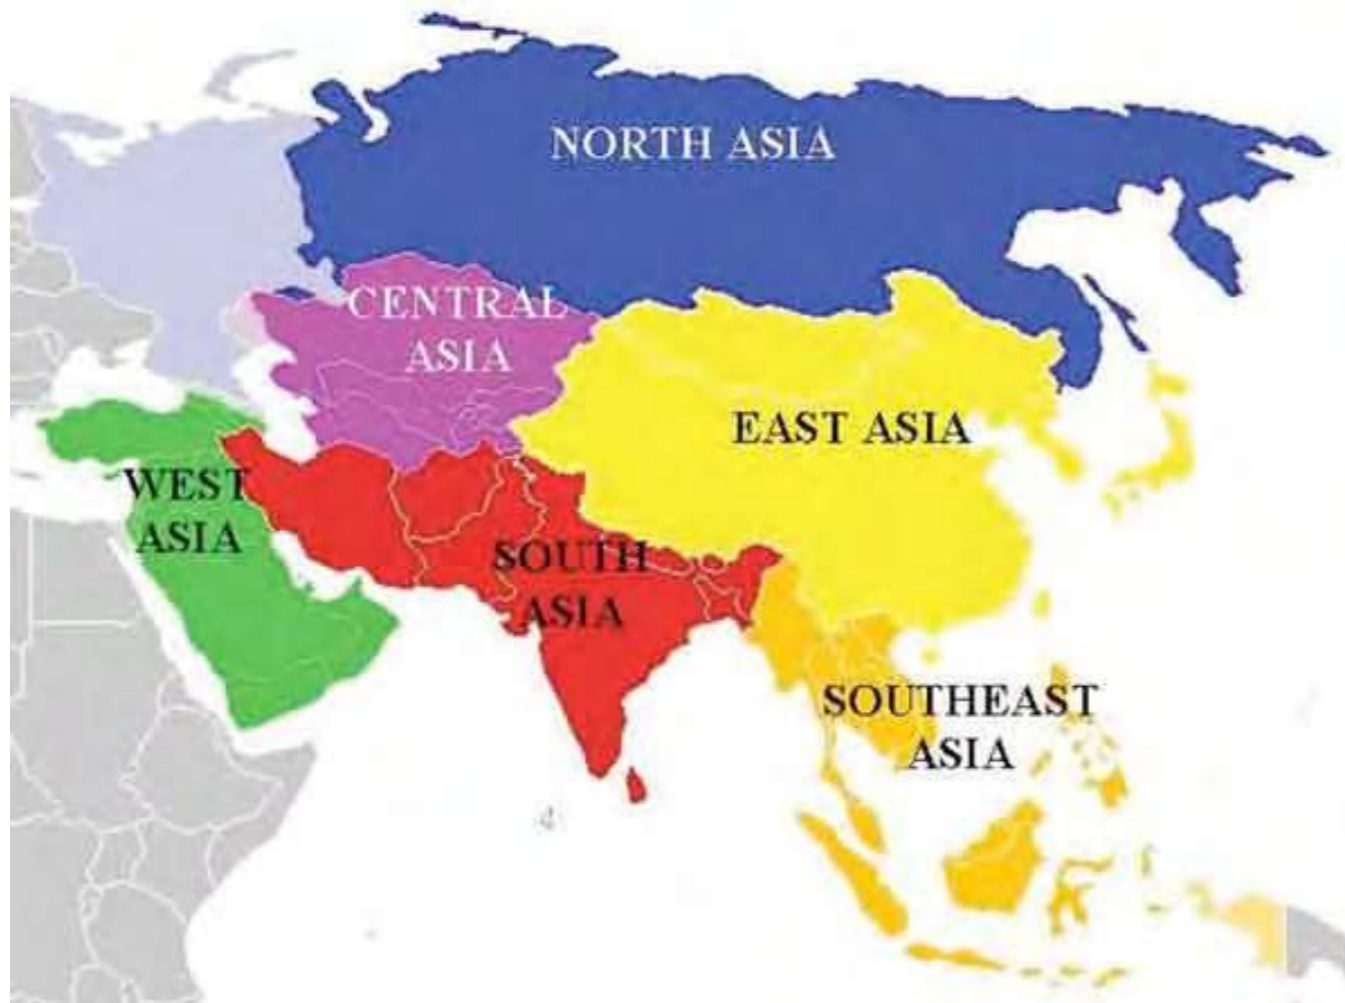 NORTH ASIA
CENTRAL
ASIA
EAST ASIA
WEST
ASIA
SOUTH
ASIA
SOUTHEAST
ASIA